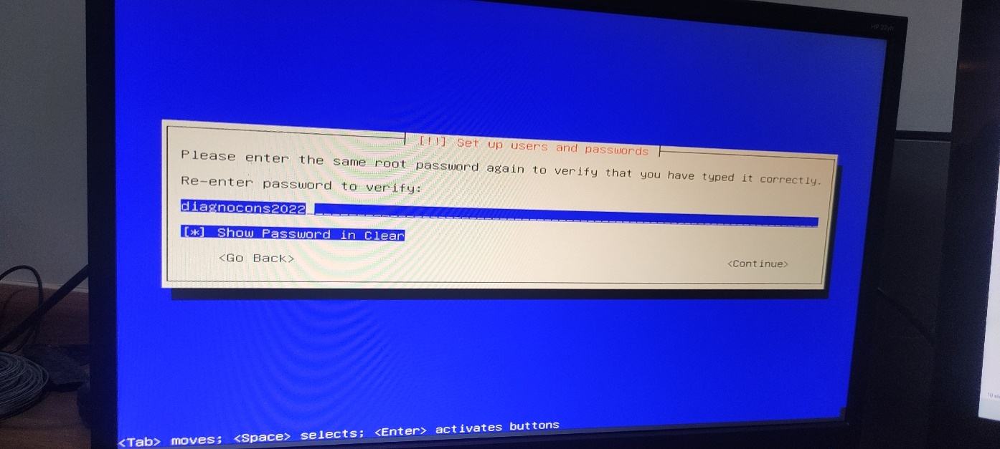 HP 22yh
[!!] Set up users and passwords
Please enter the same root password again to verify that you have typed it correctly.
Re-enter password to verify:
diagnocons2022
[*] Show Password in Clear
<Go Back>
<Continue>
<Tab> moves; <Space> selects; <Enter> activates buttons